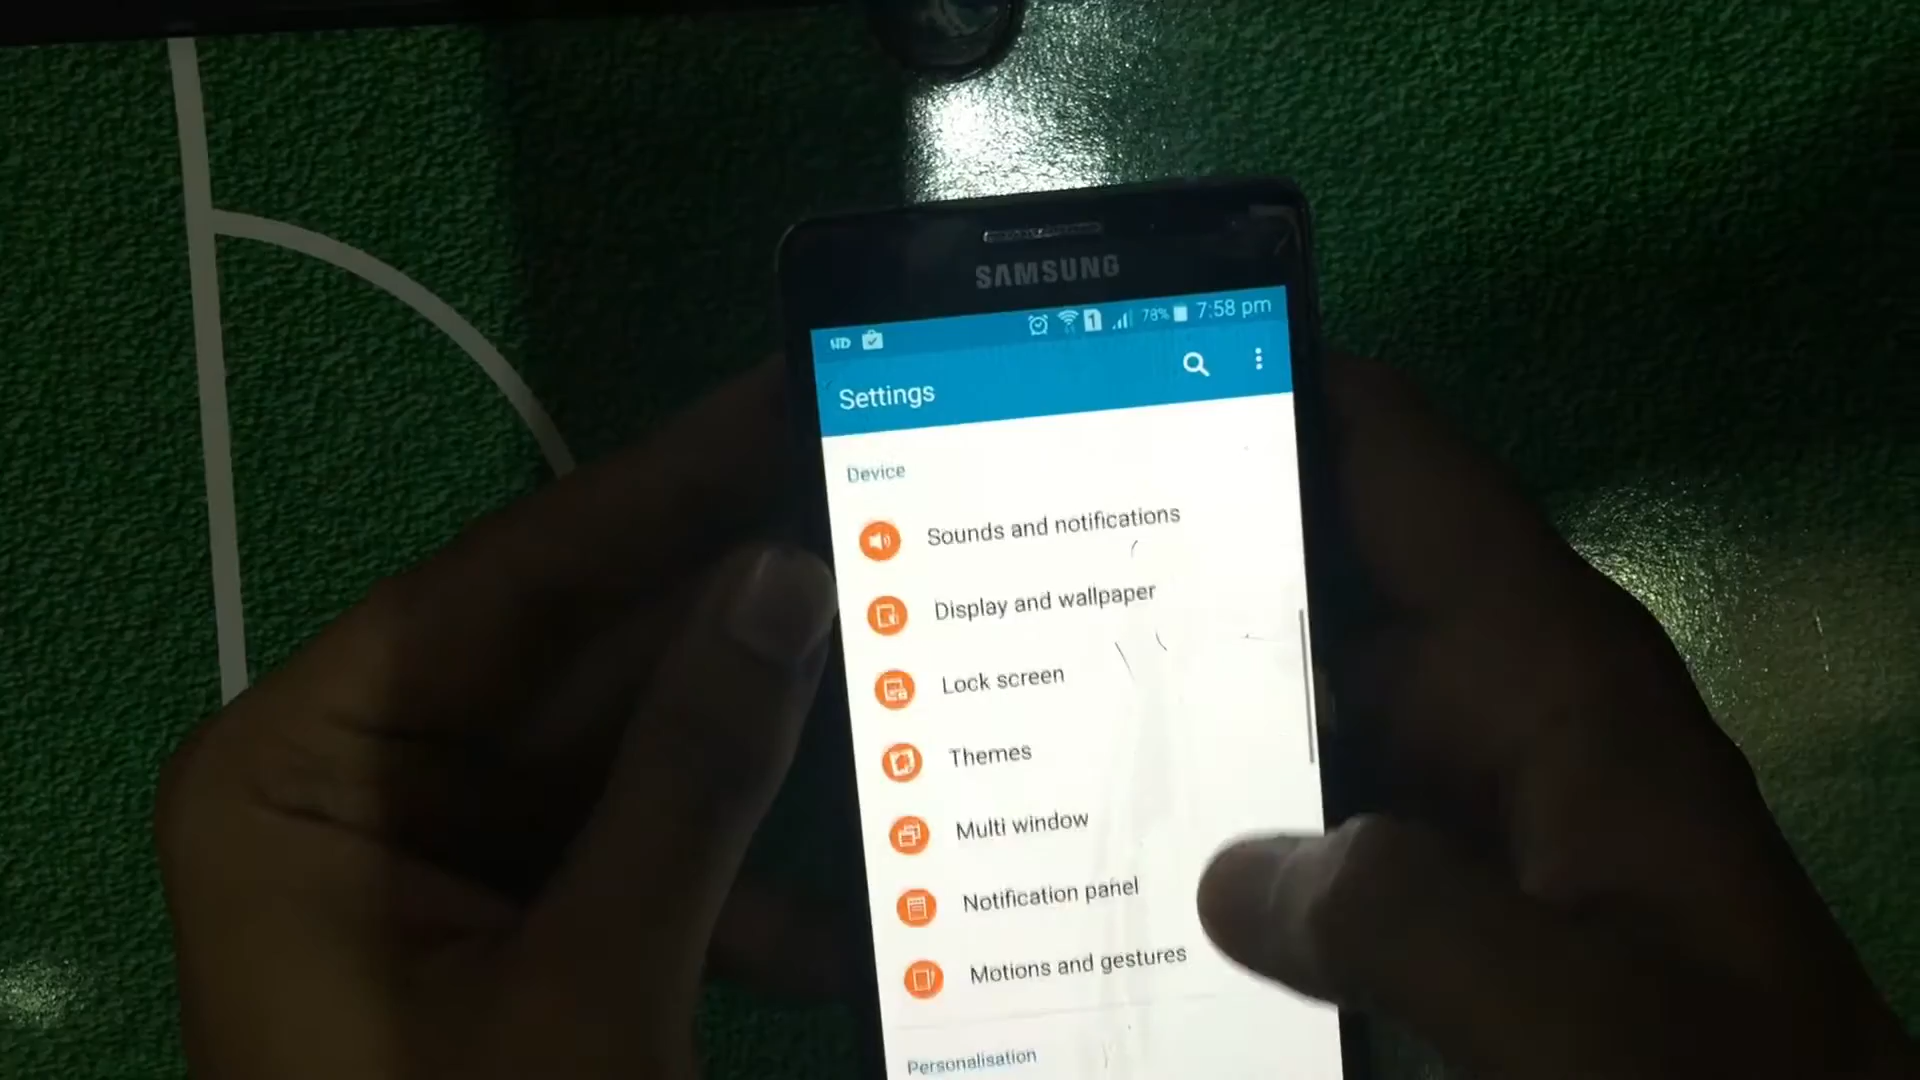 SAMSUNG
1 78% 7:58 pm
Settings
Device
Sounds and notifications
Display and wallpaper
Lock screen
Themes
Multi window
Notification panel
Motions and gestures
Personalisation